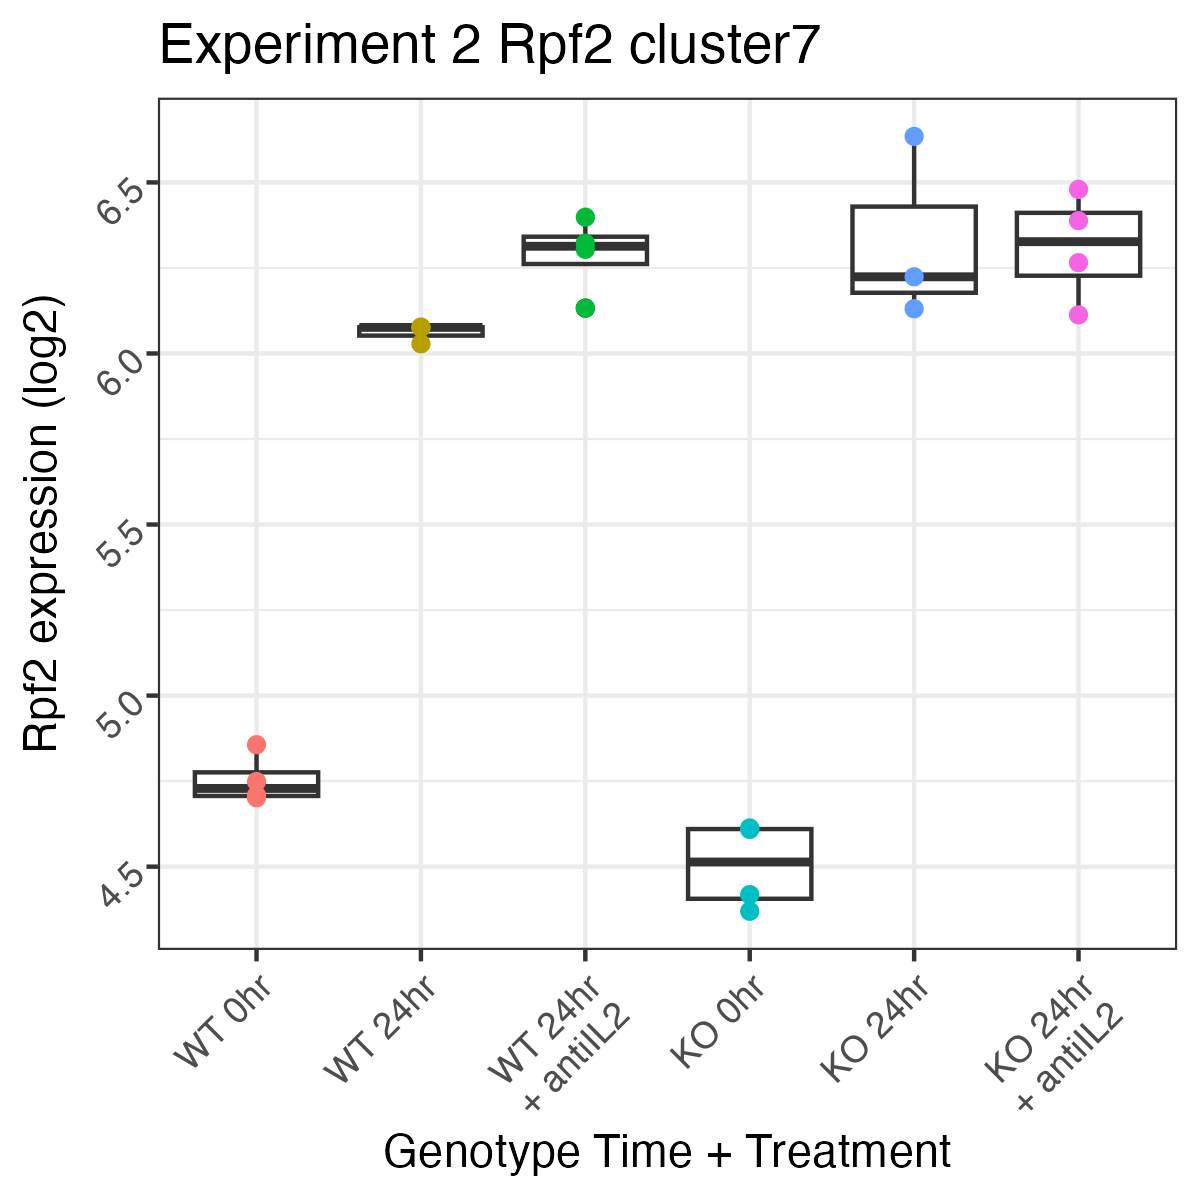 Experiment 2 Rpf2 cluster7
Rpf2 expression (log2)
6.5
6.0
5.5
5.0
4.5
WT 0hr
WT 24hr
WT 24hr
+ antiIL2
KO 0hr
KO 24hr
KO 24hr
+ antiIL2
Genotype Time + Treatment